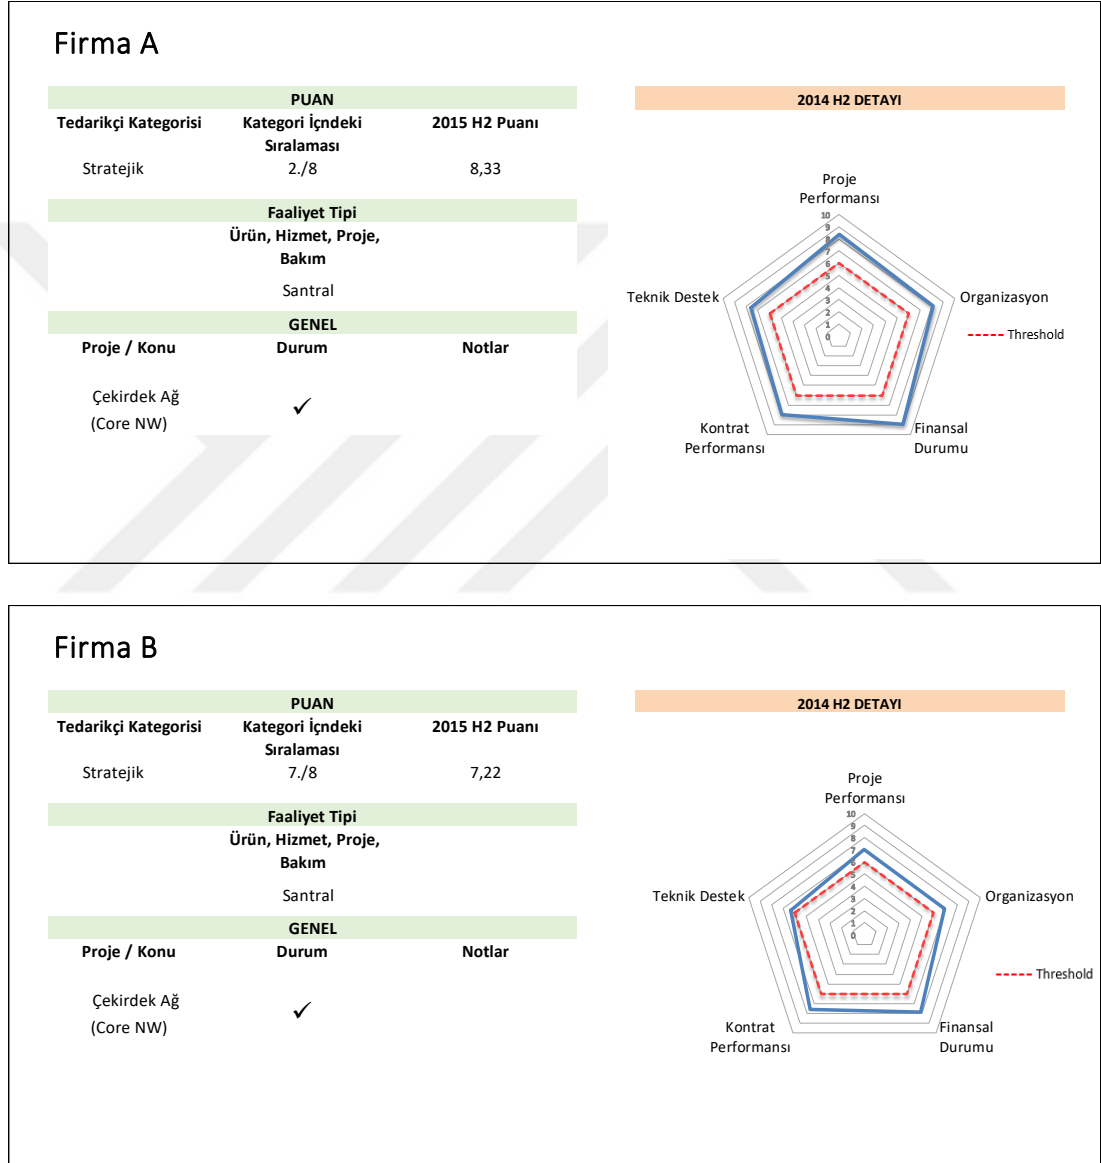 Firma A
PUAN
Tedarikçi Kategorisi
Kategori İçndeki
Sıralaması
2015 H2 Puanı
Stratejik
2./8
8,33
Faaliyet Tipi
Ürün, Hizmet, Proje,
Bakım
Santral
GENEL
Proje / Konu
Durum
Notlar
Çekirdek Ağ
(Core NW)
✓
2014 H2 DETAYI
Proje
Performansı
10
9
8
7
6
5
4
3
2
1
0
Teknik Destek
Organizasyon
Threshold
Kontrat
Performansı
Finansal
Durumu
Firma B
PUAN
Tedarikçi Kategorisi
Kategori İçndeki
Sıralaması
2015 H2 Puanı
Stratejik
7./8
7,22
Faaliyet Tipi
Ürün, Hizmet, Proje,
Bakım
Santral
GENEL
Proje / Konu
Durum
Notlar
Çekirdek Ağ
(Core NW)
✓
2014 H2 DETAYI
Proje
Performansı
10
9
8
7
6
5
4
3
2
1
0
Teknik Destek
Organizasyon
Threshold
Kontrat
Performansı
Finansal
Durumu